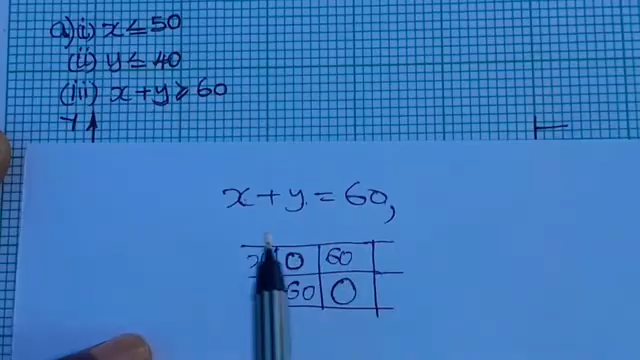 a)(i) x ≤ 50
(ii) y ≤ 40
(iii) x + y ≥ 60
Y
x + y = 60,
0 60
60 0